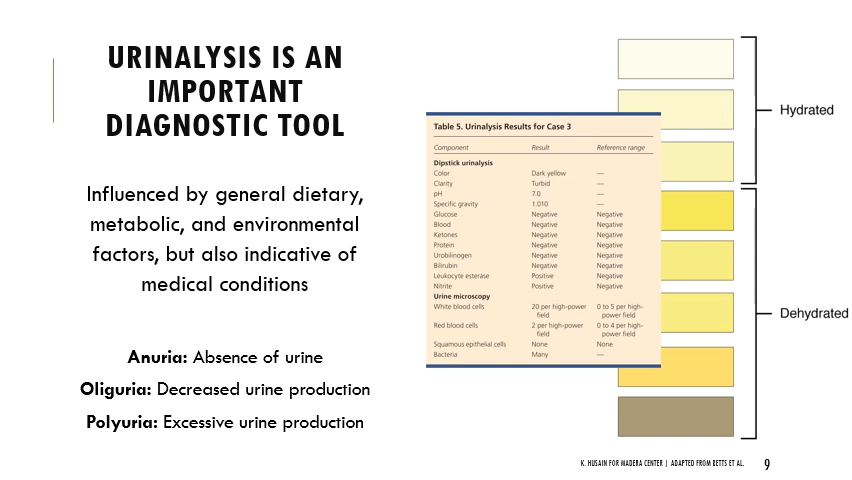 URINALYSIS IS AN
IMPORTANT
DIAGNOSTIC TOOL
Influenced by general dietary,
metabolic, and environmental
factors, but also indicative of
medical conditions
Anuria: Absence of urine
Oliguria: Decreased urine production
Polyuria: Excessive urine production
Table 5. Urinalysis Results for Case 3
Component Result Reference range
Dipstick urinalysis
Color Dark yellow —
Clarity Turbid —
pH 7.0 —
Specific gravity 1.010 —
Glucose Negative Negative
Blood Negative Negative
Ketones Negative Negative
Protein Negative Negative
Urobilinogen Negative Negative
Bilirubin Negative Negative
Leukocyte esterase Positive Negative
Nitrite Positive Negative
Urine microscopy
White blood cells 20 per high-power 0 to 5 per high-
field power field
Red blood cells 2 per high-power 0 to 4 per high-
field power field
Squamous epithelial cells None None
Bacteria Many —
Hydrated
Dehydrated
K. HUSAIN FOR MADERA CENTER | ADAPTED FROM BETTS ET AL. 9